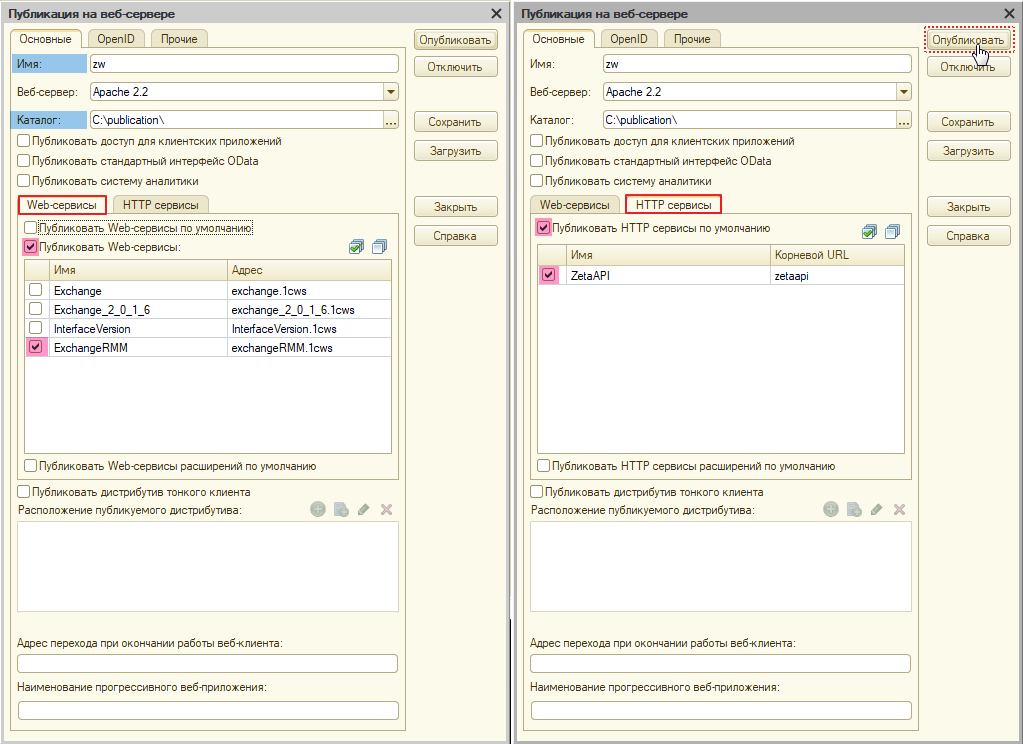 Публикация на веб-сервере
Основные OpenID Прочие
Опубликовать
Имя: zw
Отключить
Веб-сервер: Apache 2.2
Каталог: C:\publication\ ...
Сохранить
Публиковать доступ для клиентских приложений
Загрузить
Публиковать стандартный интерфейс OData
Публиковать систему аналитики
Web-сервисы HTTP сервисы
Закрыть
Публиковать Web-сервисы по умолчанию
Справка
Публиковать Web-сервисы:
Имя Адрес
Exchange exchange.1cws
Exchange_2_0_1_6 exchange_2_0_1_6.1cws
InterfaceVersion InterfaceVersion.1cws
ExchangeRMM exchangeRMM.1cws
Публиковать Web-сервисы расширений по умолчанию
Публиковать дистрибутив тонкого клиента
Расположение публикуемого дистрибутива:
Адрес перехода при окончании работы веб-клиента:
Наименование прогрессивного веб-приложения:
Публикация на веб-сервере
Основные OpenID Прочие
Опубликовать
Имя: zw
Отключить
Веб-сервер: Apache 2.2
Каталог: C:\publication\ ...
Сохранить
Публиковать доступ для клиентских приложений
Загрузить
Публиковать стандартный интерфейс OData
Публиковать систему аналитики
Web-сервисы HTTP сервисы
Закрыть
Публиковать HTTP сервисы по умолчанию
Справка
Имя Корневой URL
ZetaAPI zetaapi
Публиковать HTTP сервисы расширений по умолчанию
Публиковать дистрибутив тонкого клиента
Расположение публикуемого дистрибутива:
Адрес перехода при окончании работы веб-клиента:
Наименование прогрессивного веб-приложения: